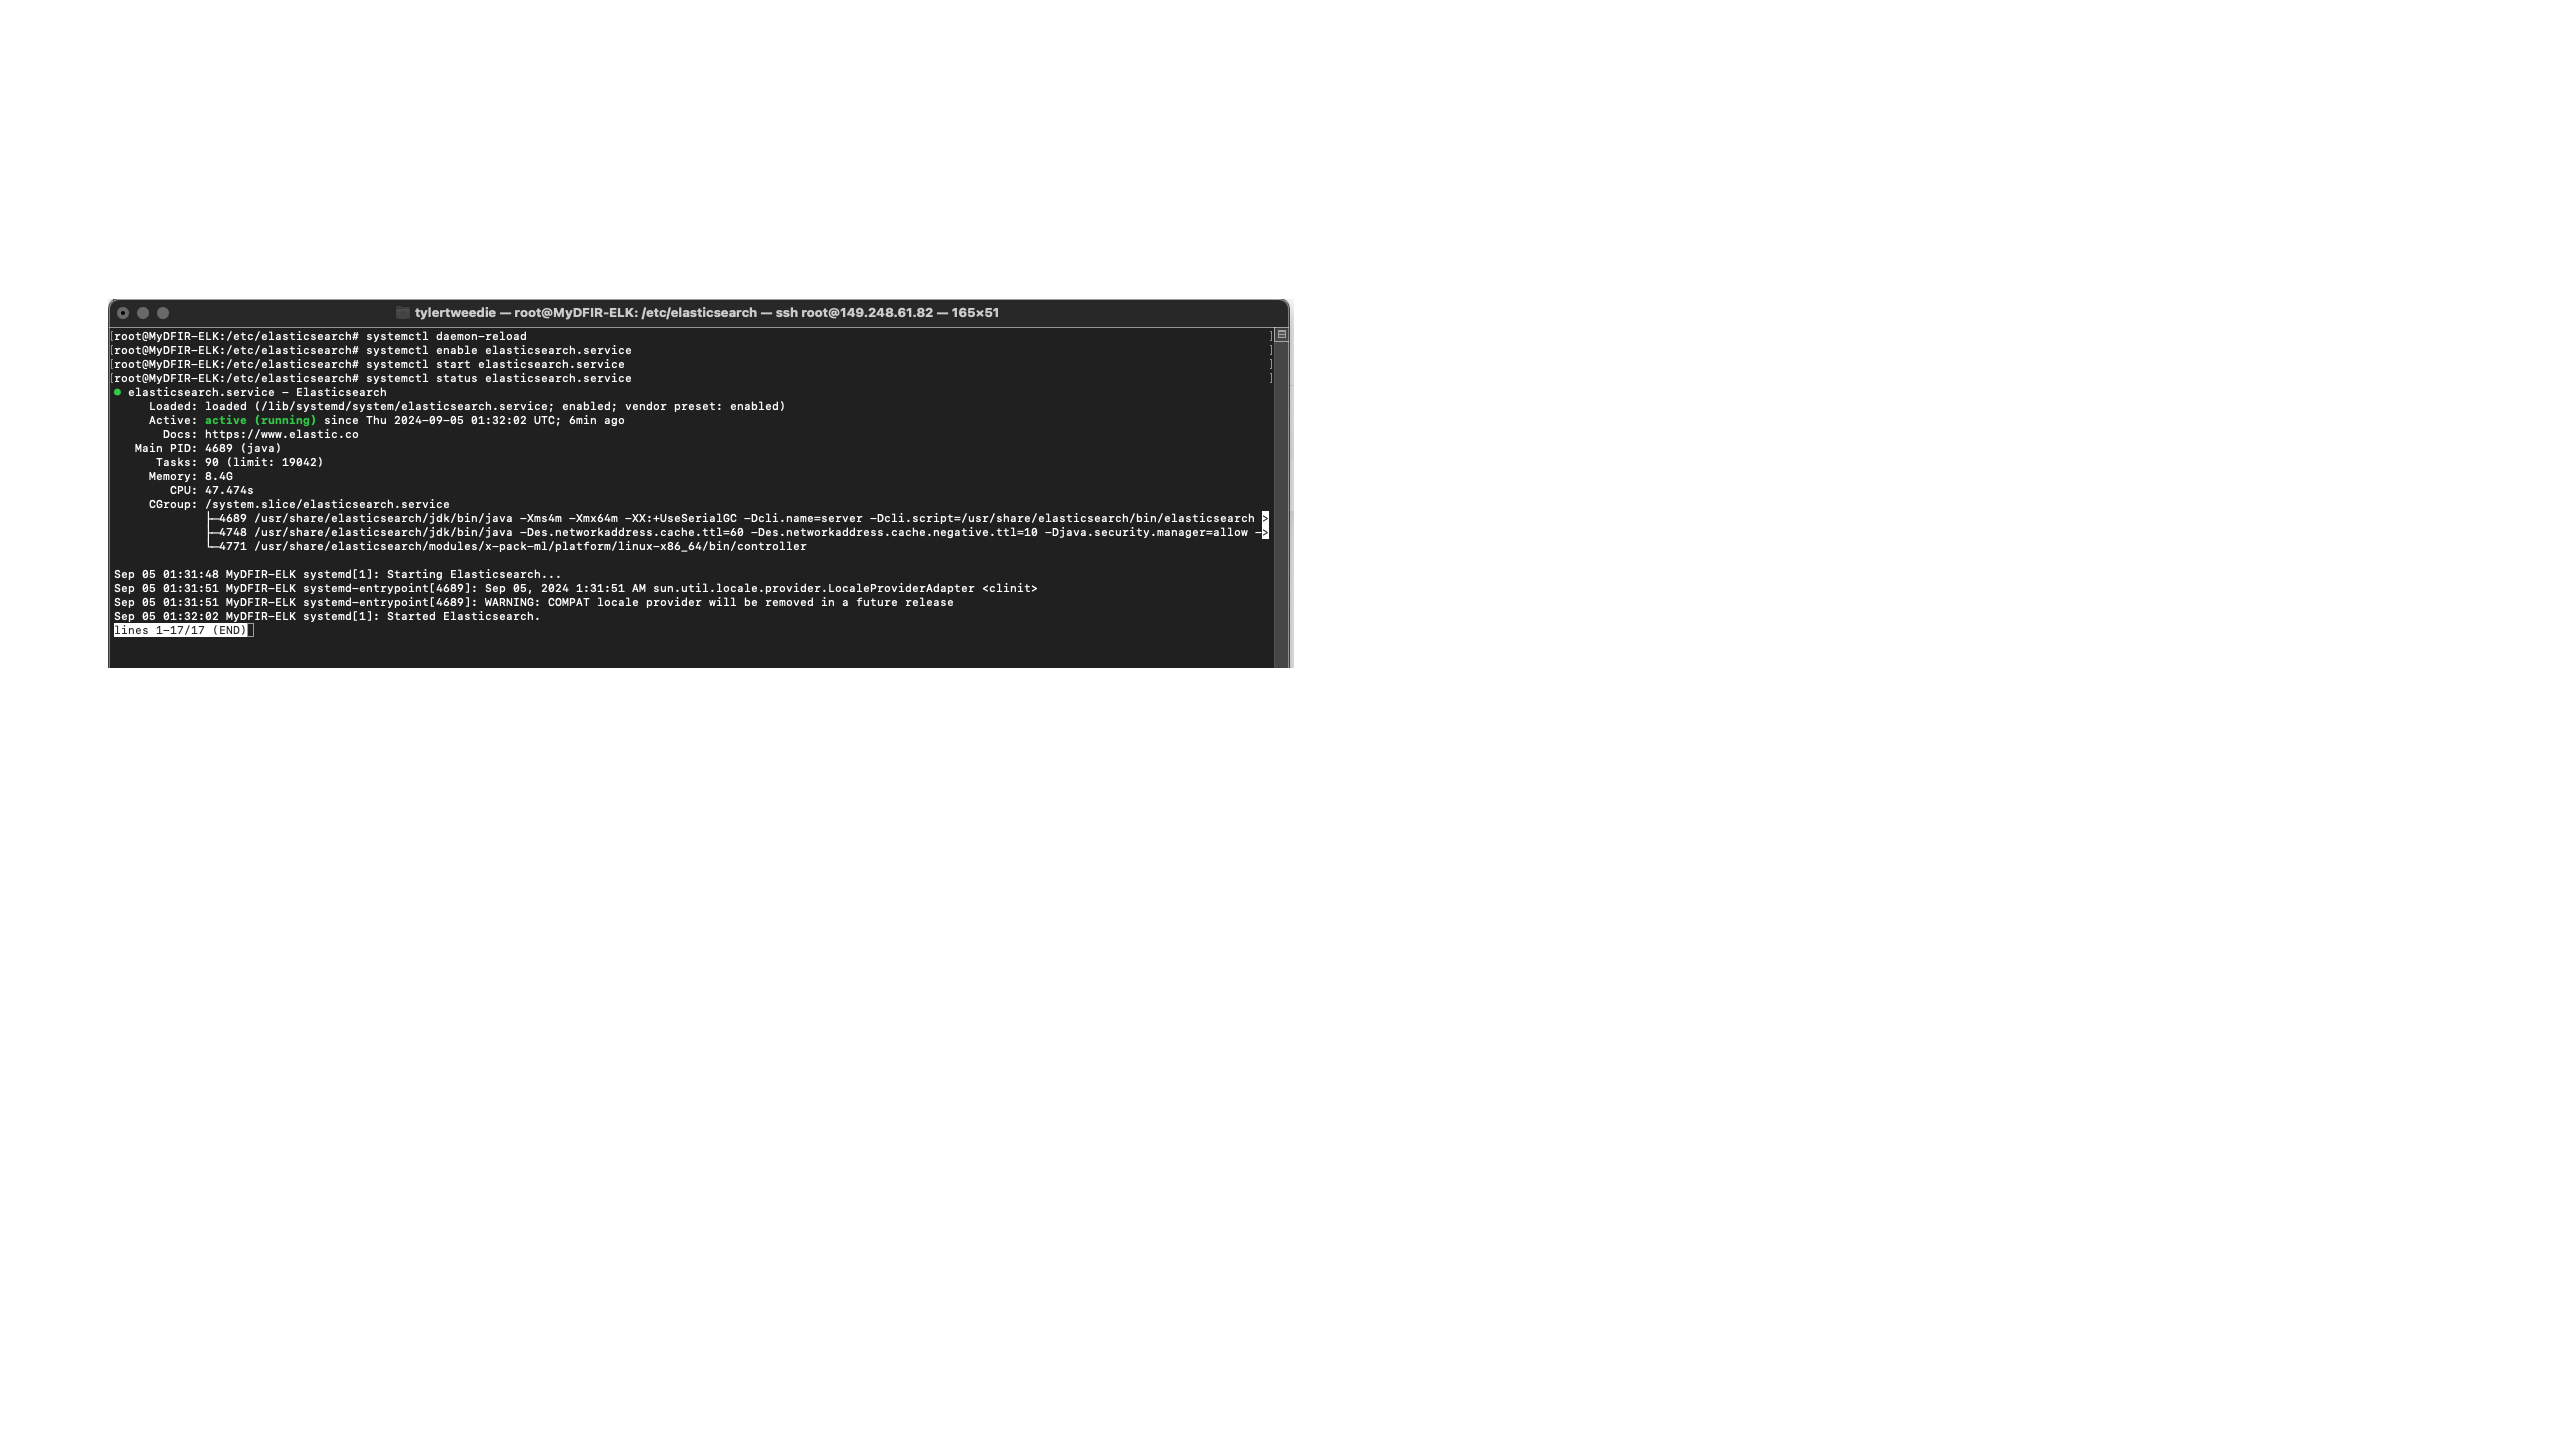 tylertweedie — root@MyDFIR-ELK: /etc/elasticsearch — ssh root@149.248.61.82 — 165×51
[root@MyDFIR-ELK:/etc/elasticsearch# systemctl daemon-reload ]
[root@MyDFIR-ELK:/etc/elasticsearch# systemctl enable elasticsearch.service ]
[root@MyDFIR-ELK:/etc/elasticsearch# systemctl start elasticsearch.service ]
[root@MyDFIR-ELK:/etc/elasticsearch# systemctl status elasticsearch.service ]
● elasticsearch.service - Elasticsearch
Loaded: loaded (/lib/systemd/system/elasticsearch.service; enabled; vendor preset: enabled)
Active: active (running) since Thu 2024-09-05 01:32:02 UTC; 6min ago
Docs: https://www.elastic.co
Main PID: 4689 (java)
Tasks: 90 (limit: 19042)
Memory: 8.4G
CPU: 47.474s
CGroup: /system.slice/elasticsearch.service
├─4689 /usr/share/elasticsearch/jdk/bin/java -Xms4m -Xmx64m -XX:+UseSerialGC -Dcli.name=server -Dcli.script=/usr/share/elasticsearch/bin/elasticsearch >
├─4748 /usr/share/elasticsearch/jdk/bin/java -Des.networkaddress.cache.ttl=60 -Des.networkaddress.cache.negative.ttl=10 -Djava.security.manager=allow ->
└─4771 /usr/share/elasticsearch/modules/x-pack-ml/platform/linux-x86_64/bin/controller
Sep 05 01:31:48 MyDFIR-ELK systemd[1]: Starting Elasticsearch...
Sep 05 01:31:51 MyDFIR-ELK systemd-entrypoint[4689]: Sep 05, 2024 1:31:51 AM sun.util.locale.provider.LocaleProviderAdapter <clinit>
Sep 05 01:31:51 MyDFIR-ELK systemd-entrypoint[4689]: WARNING: COMPAT locale provider will be removed in a future release
Sep 05 01:32:02 MyDFIR-ELK systemd[1]: Started Elasticsearch.
lines 1-17/17 (END)